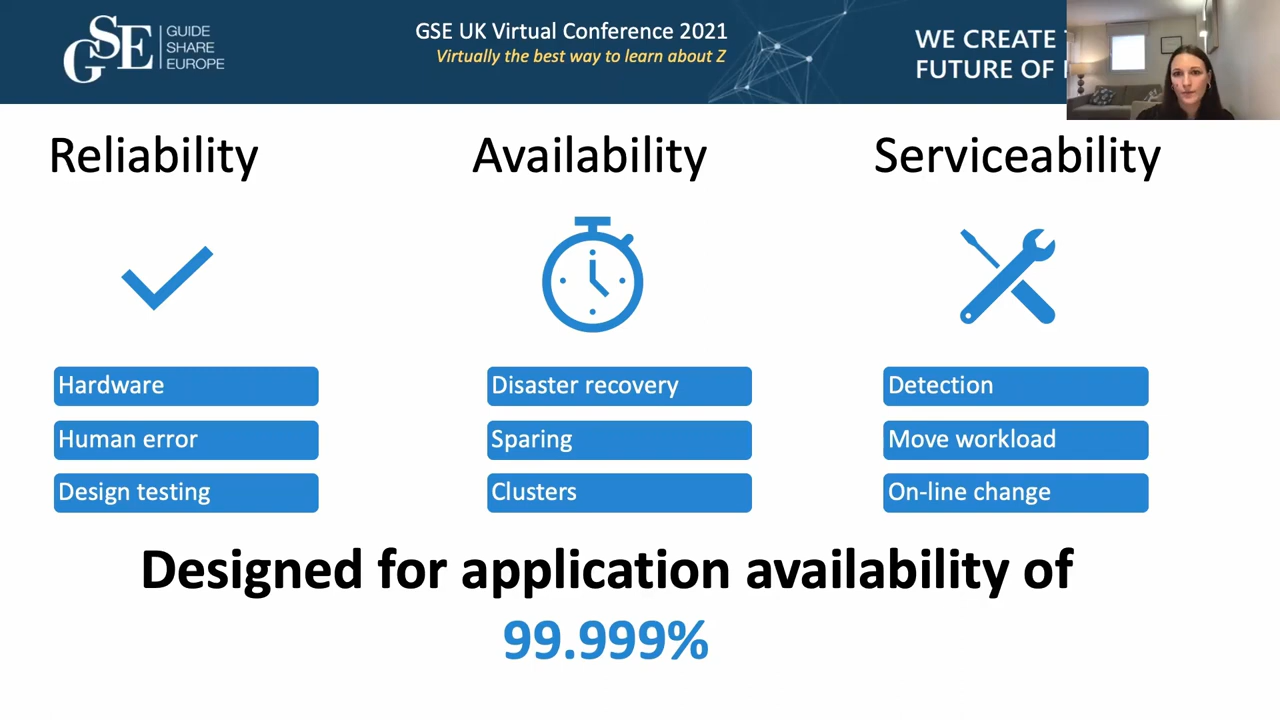 GSE
GUIDE
SHARE
EUROPE
GSE UK Virtual Conference 2021
Virtually the best way to learn about Z
WE CREATE
FUTURE OF
Reliability
Availability
Serviceability
Hardware
Human error
Design testing
Disaster recovery
Sparing
Clusters
Detection
Move workload
On-line change
Designed for application availability of
99.999%